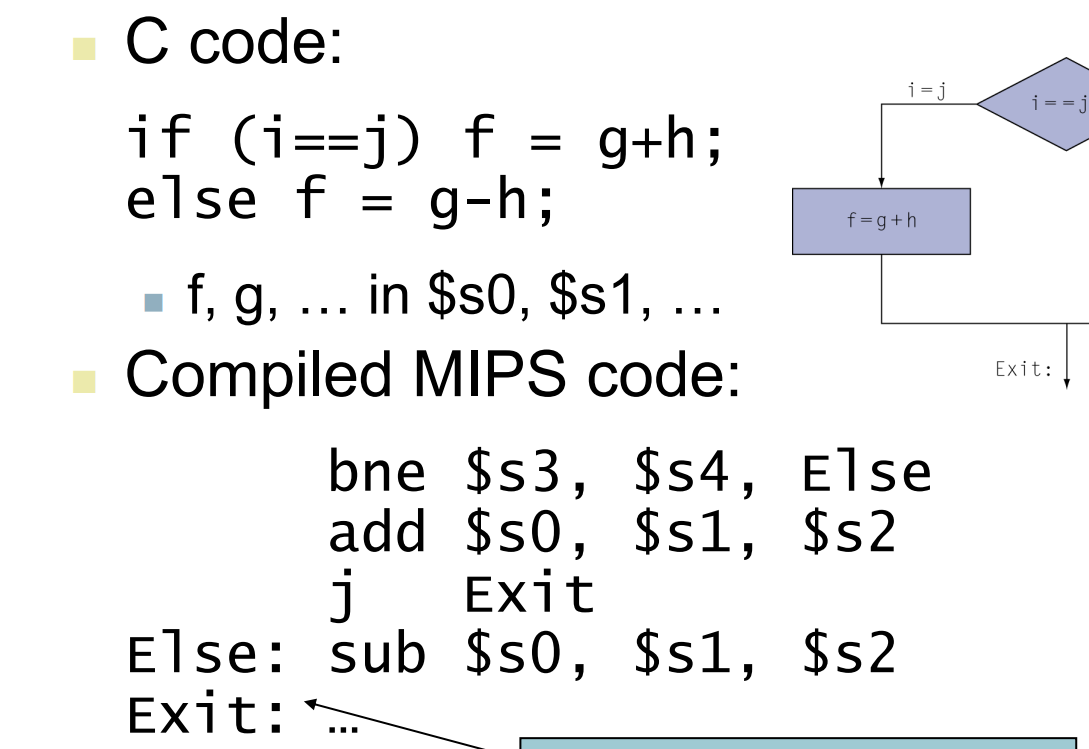 C code:
if (i==j) f = g+h;
else f = g-h;
f, g, … in $s0, $s1, …
Compiled MIPS code:
bne $s3, $s4, Else
add $s0, $s1, $s2
j Exit
Else: sub $s0, $s1, $s2
Exit: …
i=j
i==j
f=g+h
Exit: